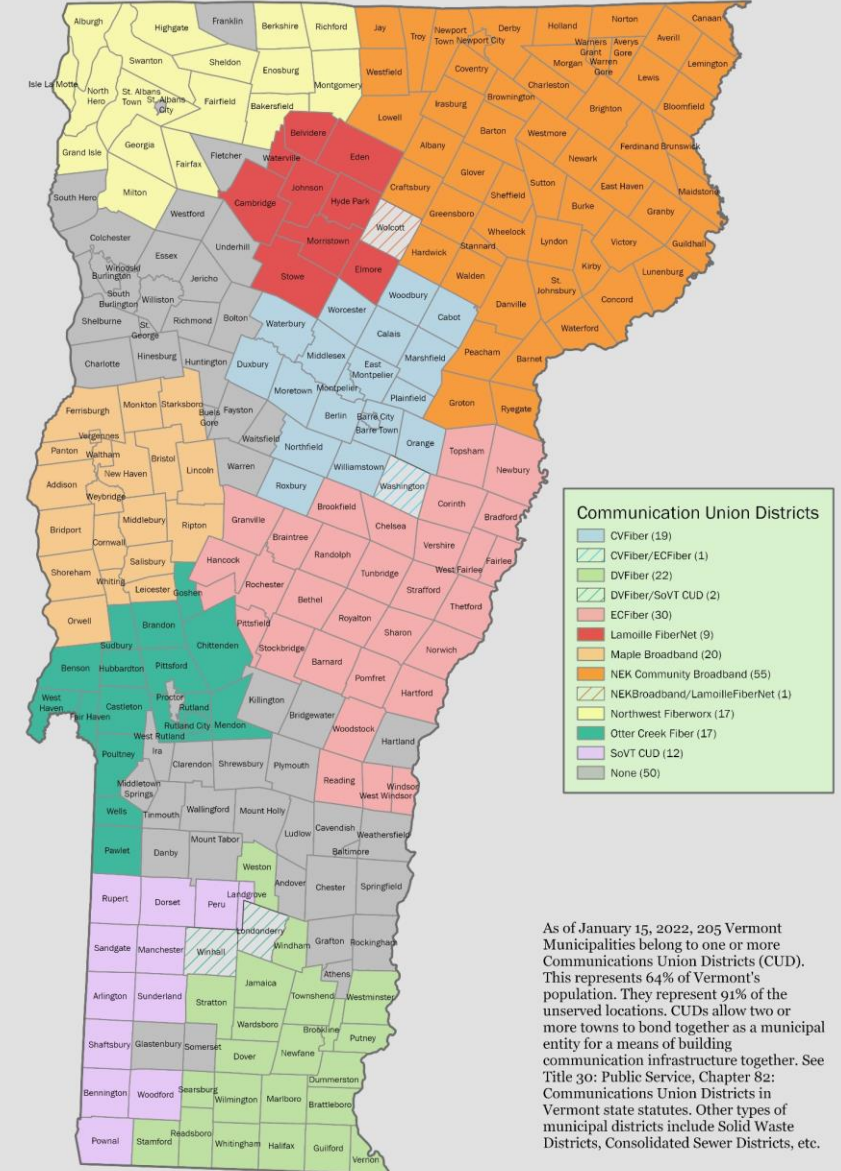 Alburgh
Highgate
Franklin
Berkshire
Richford
Jay
Troy
Newport Town
Newport City
Derby
Holland
Norton
Canaan
Warners Grant
Averys Gore
Averill
Swanton
Sheldon
Enosburg
Westfield
Coventry
Morgan
Warren Gore
Lewis
Lemington
Isle La Motte
North Hero
St. Albans Town
St. Albans City
Fairfield
Bakersfield
Montgomery
Charleston
Irasburg
Brownington
Brighton
Bloomfield
Lowell
Grand Isle
Georgia
Fairfax
Fletcher
Waterville
Belvidere
Eden
Albany
Barton
Westmore
Newark
Ferdinand
Brunswick
South Hero
Milton
Westford
Cambridge
Johnson
Hyde Park
Wolcott
Craftsbury
Glover
Sheffield
Sutton
East Haven
Maidstone
Burke
Granby
Greensboro
Colchester
Essex
Underhill
Morristown
Stowe
Elmore
Hardwick
Stannard
Wheelock
Lyndon
Victory
Guildhall
Winooski
Burlington
Jericho
Kirby
Lunenburg
South Burlington
Williston
Walden
Danville
St. Johnsbury
Concord
Shelburne
St. George
Richmond
Bolton
Waterbury
Worcester
Woodbury
Cabot
Waterford
Calais
Charlotte
Hinesburg
Huntington
Duxbury
Middlesex
East Montpelier
Marshfield
Peacham
Barnet
Moretown
Montpelier
Plainfield
Groton
Ryegate
Ferrisburgh
Monkton
Starksboro
Buels Gore
Fayston
Berlin
Barre City
Barre Town
Vergennes
Waitsfield
Northfield
Orange
Topsham
Newbury
Panton
Waltham
Bristol
Lincoln
Warren
Williamstown
Washington
Addison
New Haven
Weybridge
Roxbury
Bridport
Middlebury
Ripton
Granville
Brookfield
Chelsea
Corinth
Bradford
Cornwall
Braintree
Randolph
Vershire
Salisbury
Hancock
West Fairlee
Fairlee
Shoreham
Whiting
Leicester
Goshen
Rochester
Tunbridge
Strafford
Bethel
Thetford
Orwell
Brandon
Pittsfield
Royalton
Sharon
Sudbury
Chittenden
Stockbridge
Norwich
Benson
Hubbardton
Pittsford
Barnard
Pomfret
Hartford
West Haven
Castleton
Proctor
Rutland
Killington
Fair Haven
Rutland City
Mendon
Bridgewater
Woodstock
Hartland
West Rutland
Poultney
Ira
Clarendon
Shrewsbury
Plymouth
Reading
Windsor
West Windsor
Middletown Springs
Wells
Tinmouth
Wallingford
Mount Holly
Ludlow
Cavendish
Weathersfield
Baltimore
Pawlet
Danby
Mount Tabor
Weston
Andover
Chester
Springfield
Rupert
Dorset
Peru
Landgrove
Londonderry
Sandgate
Manchester
Winhall
Windham
Grafton
Rockingham
Athens
Arlington
Sunderland
Stratton
Jamaica
Townshend
Westminster
Wardsboro
Brookline
Putney
Shaftsbury
Glastenbury
Somerset
Dover
Newfane
Dummerston
Bennington
Woodford
Searsburg
Wilmington
Marlboro
Brattleboro
Pownal
Stamford
Readsboro
Whitingham
Halifax
Guilford
Vernon
Communication Union Districts
CVFiber (19)
CVFiber/ECFiber (1)
DVFiber (22)
DVFiber/SoVT CUD (2)
ECFiber (30)
Lamoille FiberNet (9)
Maple Broadband (20)
NEK Community Broadband (55)
NEKBroadband/LamoilleFiberNet (1)
Northwest Fiberworx (17)
Otter Creek Fiber (17)
SoVT CUD (12)
None (50)
As of January 15, 2022, 205 Vermont
Municipalities belong to one or more
Communications Union Districts (CUD).
This represents 64% of Vermont's
population. They represent 91% of the
unserved locations. CUDs allow two or
more towns to bond together as a municipal
entity for a means of building
communication infrastructure together. See
Title 30: Public Service, Chapter 82:
Communications Union Districts in
Vermont state statutes. Other types of
municipal districts include Solid Waste
Districts, Consolidated Sewer Districts, etc.